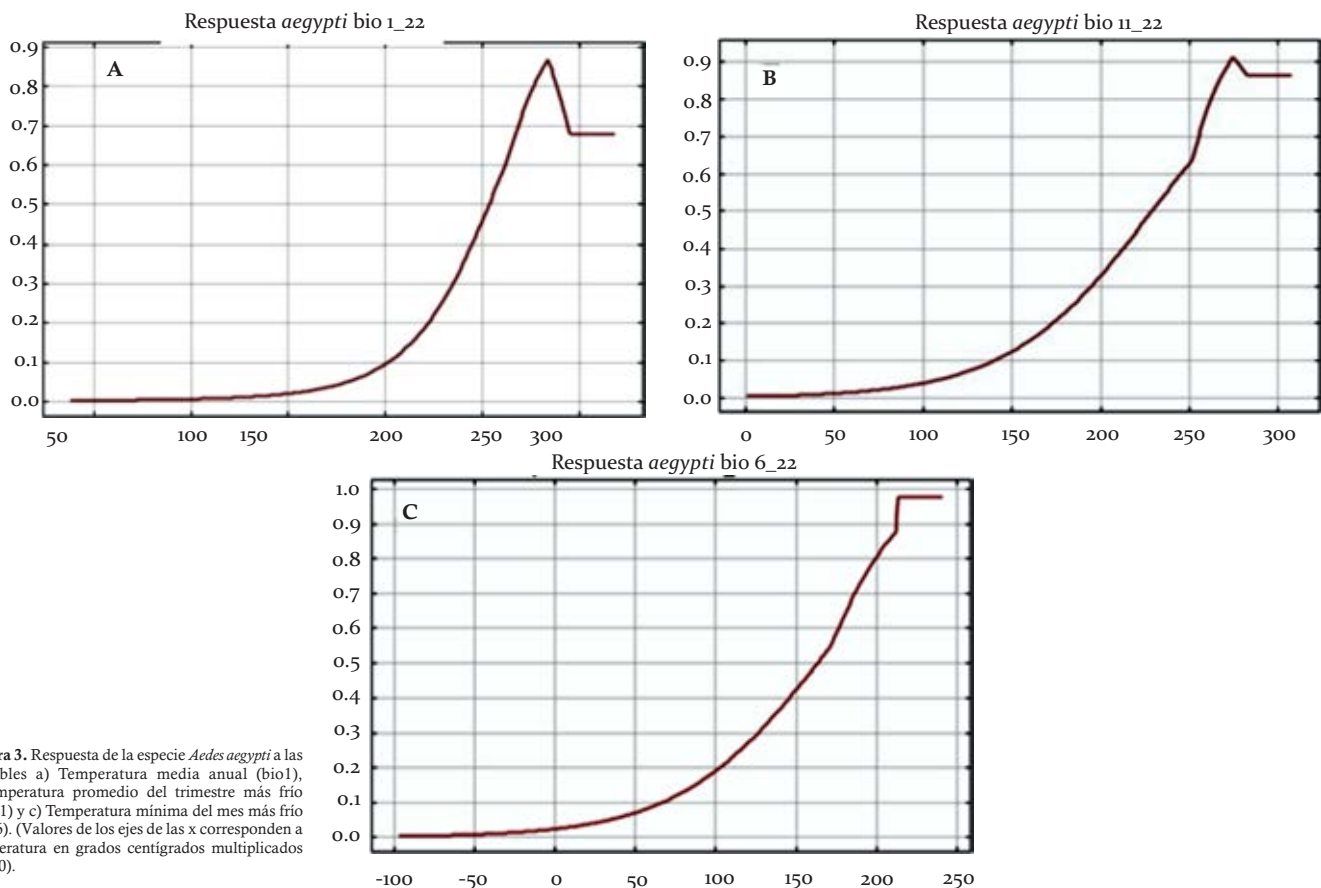 Respuesta aegypti bio 1_22
A
0.9
0.8
0.7
0.6
0.5
0.4
0.3
0.2
0.1
0.0
50 100 150 200 250 300
Respuesta aegypti bio 11_22
B
0.9
0.8
0.7
0.6
0.5
0.4
0.3
0.2
0.1
0.0
0 50 100 150 200 250 300
Respuesta aegypti bio 6_22
C
1.0
0.9
0.8
0.7
0.6
0.5
0.4
0.3
0.2
0.1
0.0
-100 -50 0 50 100 150 200 250
ra 3. Respuesta de la especie Aedes aegypti a las
bles a) Temperatura media anual (bio1),
mperatura promedio del trimestre más frío
1) y c) Temperatura mínima del mes más frío
6). (Valores de los ejes de las x corresponden a
peratura en grados centígrados multiplicados
0).